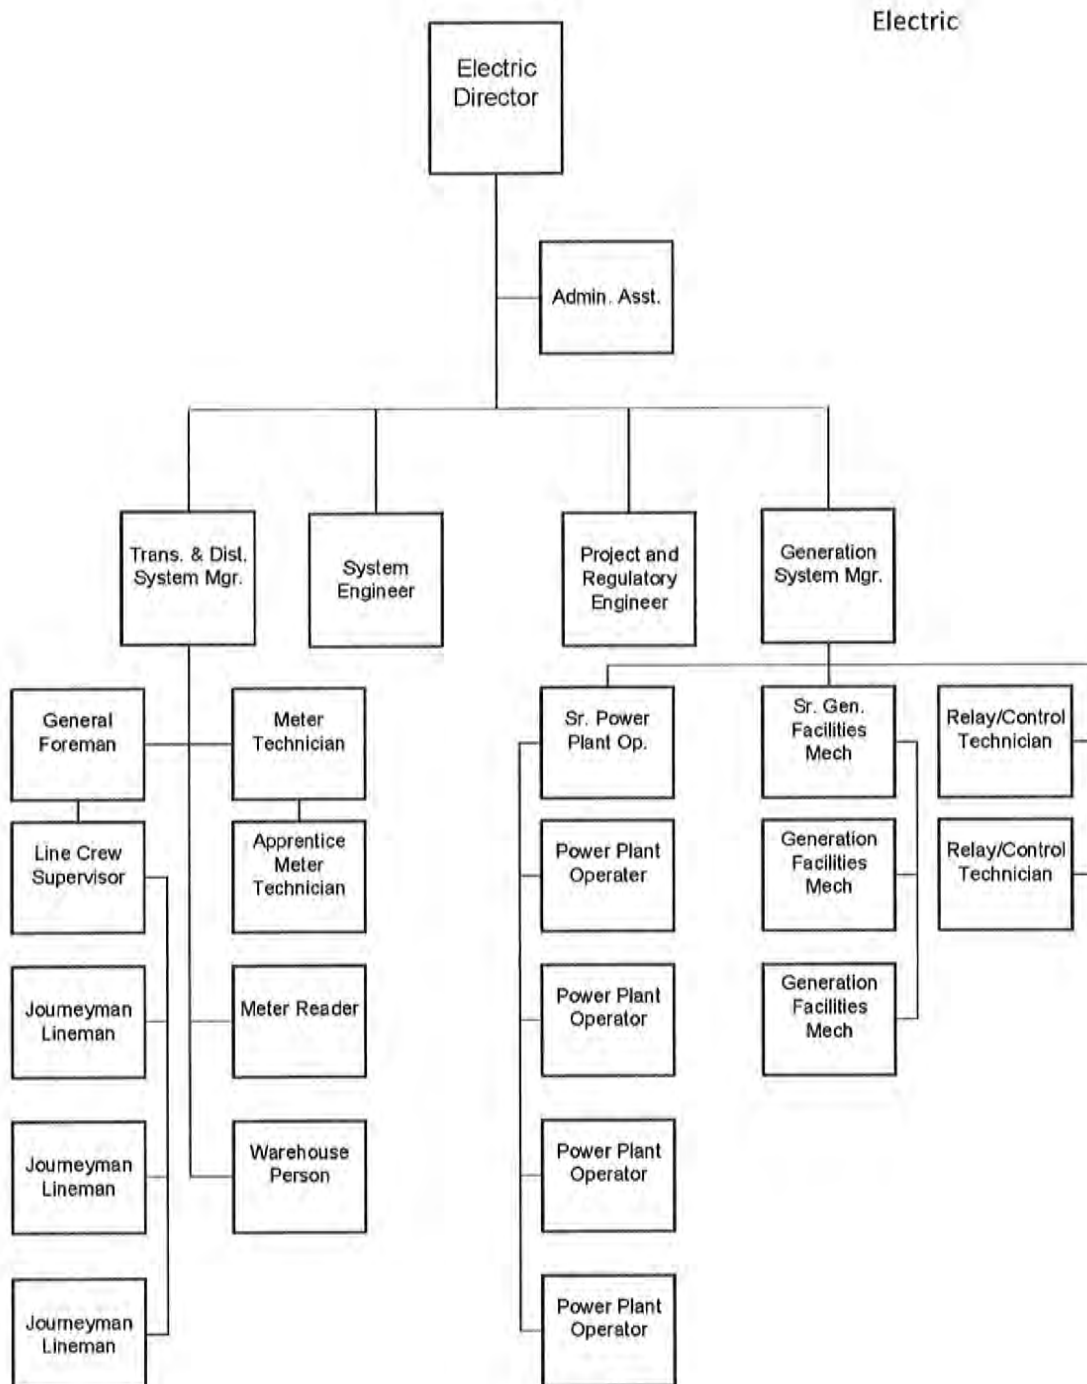 Electric
Electric
Director
Admin. Asst.
Trans. & Dist.
System Mgr.
System
Engineer
Project and
Regulatory
Engineer
Generation
System Mgr.
General
Foreman
Meter
Technician
Sr. Power
Plant Op.
Sr. Gen.
Facilities
Mech
Relay/Control
Technician
Line Crew
Supervisor
Apprentice
Meter
Technician
Power Plant
Operater
Generation
Facilities
Mech
Relay/Control
Technician
Journeyman
Lineman
Meter Reader
Power Plant
Operator
Generation
Facilities
Mech
Journeyman
Lineman
Warehouse
Person
Power Plant
Operator
Journeyman
Lineman
Power Plant
Operator